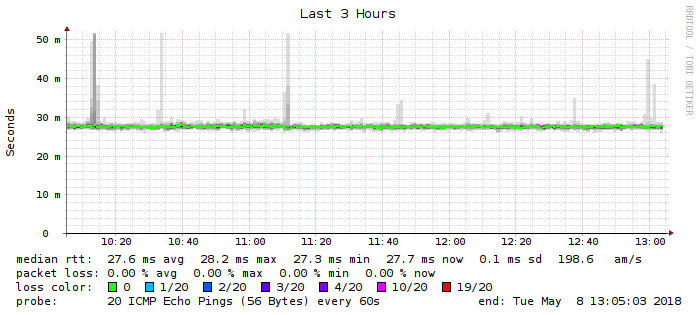 Last 3 Hours
RRDTOOL / TOBI OETIKER
Seconds
50 m
40 m
30 m
20 m
10 m
0
10:20 10:40 11:00 11:20 11:40 12:00 12:20 12:40 13:00
median rtt: 27.6 ms avg 28.2 ms max 27.3 ms min 27.7 ms now 0.1 ms sd 198.6 am/s
packet loss: 0.00 % avg 0.00 % max 0.00 % min 0.00 % now
loss color: 0 1/20 2/20 3/20 4/20 10/20 19/20
probe: 20 ICMP Echo Pings (56 Bytes) every 60s end: Tue May 8 13:05:03 2018